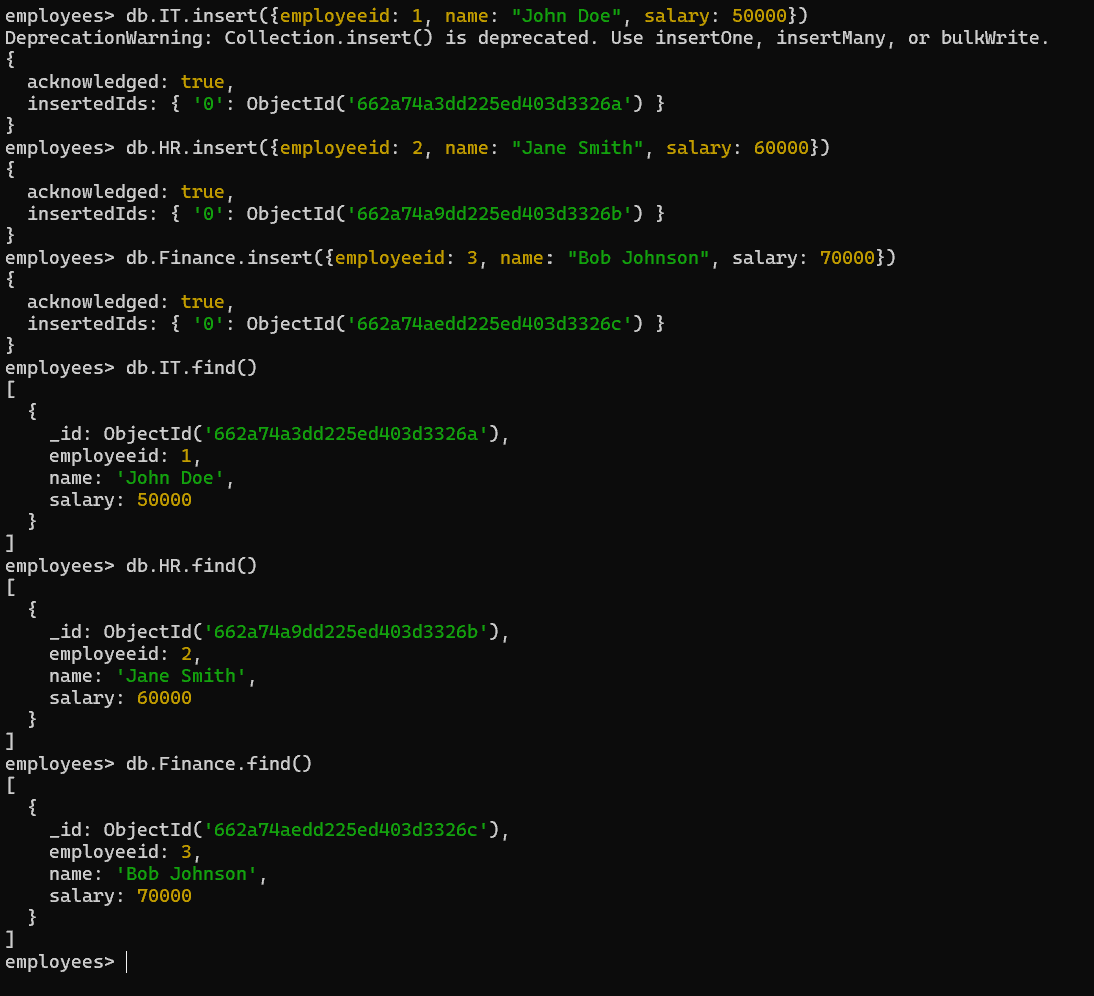 employees> db.IT.insert({employeeid: 1, name: "John Doe", salary: 50000})
DeprecationWarning: Collection.insert() is deprecated. Use insertOne, insertMany, or bulkWrite.
{
  acknowledged: true,
  insertedIds: { '0': ObjectId('662a74a3dd225ed403d3326a') }
}
employees> db.HR.insert({employeeid: 2, name: "Jane Smith", salary: 60000})
{
  acknowledged: true,
  insertedIds: { '0': ObjectId('662a74a9dd225ed403d3326b') }
}
employees> db.Finance.insert({employeeid: 3, name: "Bob Johnson", salary: 70000})
{
  acknowledged: true,
  insertedIds: { '0': ObjectId('662a74aedd225ed403d3326c') }
}
employees> db.IT.find()
[
  {
    _id: ObjectId('662a74a3dd225ed403d3326a'),
    employeeid: 1,
    name: 'John Doe',
    salary: 50000
  }
]
employees> db.HR.find()
[
  {
    _id: ObjectId('662a74a9dd225ed403d3326b'),
    employeeid: 2,
    name: 'Jane Smith',
    salary: 60000
  }
]
employees> db.Finance.find()
[
  {
    _id: ObjectId('662a74aedd225ed403d3326c'),
    employeeid: 3,
    name: 'Bob Johnson',
    salary: 70000
  }
]
employees>